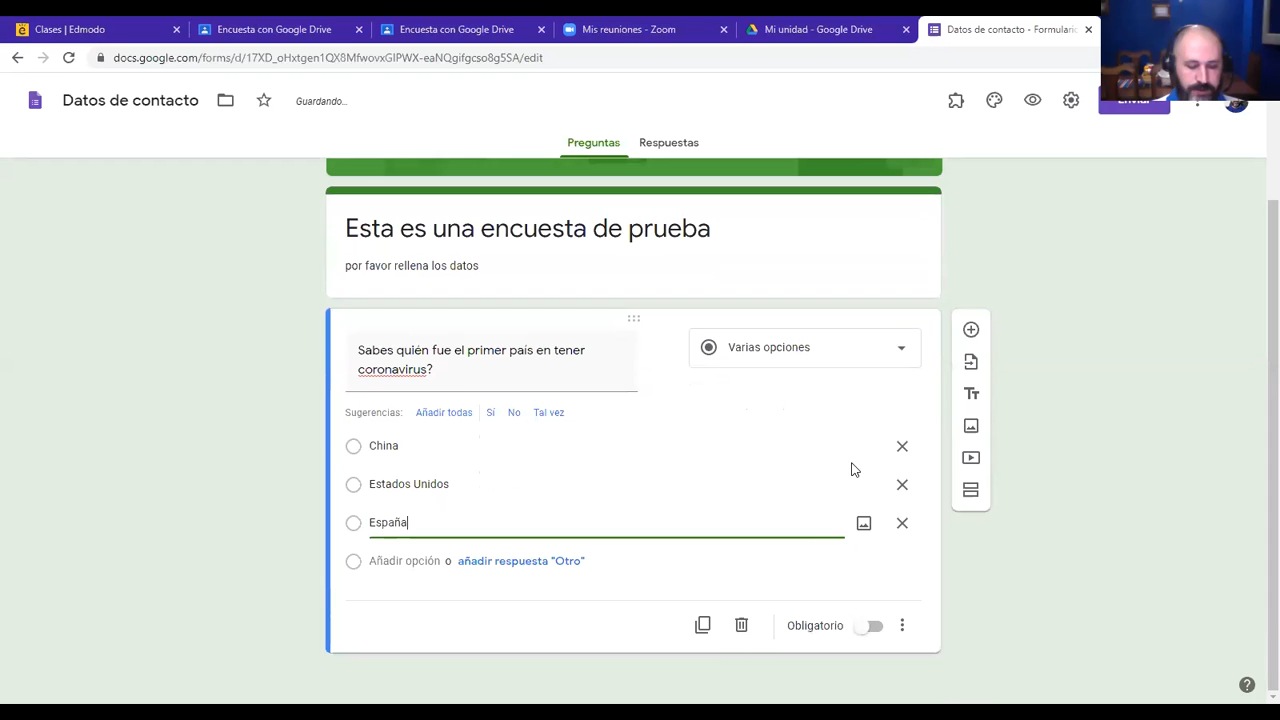 Clases | Edmodo
Encuesta con Google Drive
Encuesta con Google Drive
Mis reuniones - Zoom
Mi unidad - Google Drive
Datos de contacto - Formulario
docs.google.com/forms/d/17XD_oHxtgen1QX8MfwovxGIPWX-eaNQgifgcso8g5SA/edit
Datos de contacto
Guardando...
Enviar
Preguntas
Respuestas
Esta es una encuesta de prueba
por favor rellena los datos
Sabes quién fue el primer pais en tener
coronavirus?
Varias opciones
Sugerencias: Añadir todas Sí No Tal vez
China
Estados Unidos
España
Añadir opción o añadir respuesta "Otro"
Obligatorio